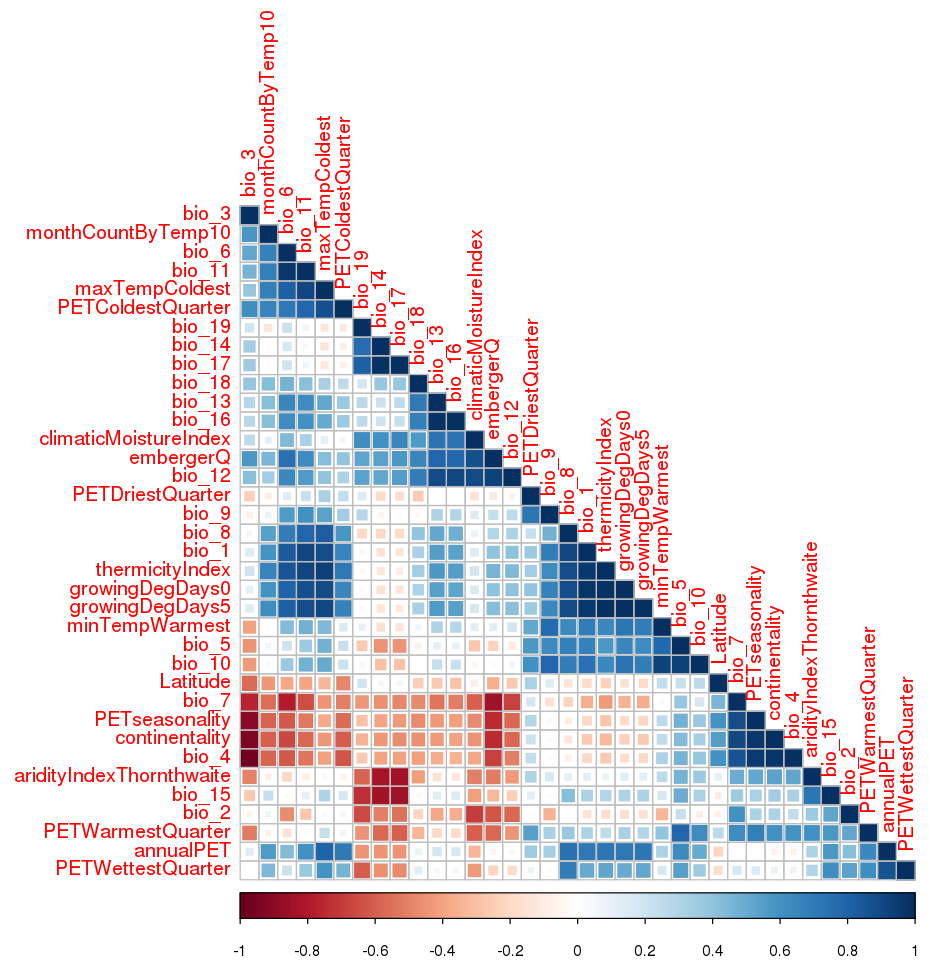 bio_3
monthCountByTemp10
bio_6
bio_11
maxTempColdest
PETColdestQuarter
bio_19
bio_14
bio_17
bio_18
bio_13
bio_16
climaticMoistureIndex
embergerQ
bio_12
PETDriestQuarter
bio_9
bio_8
bio_1
thermicityIndex
growingDegDays0
growingDegDays5
minTempWarmest
bio_5
bio_10
Latitude
bio_7
PETseasonality
continentality
bio_4
aridityIndexThornthwaite
bio_15
bio_2
PETWarmestQuarter
annualPET
PETWettestQuarter
bio_3
monthCountByTemp10
bio_6
bio_11
maxTempColdest
PETColdestQuarter
bio_19
bio_14
bio_17
bio_18
bio_13
bio_16
climaticMoistureIndex
embergerQ
bio_12
PETDriestQuarter
bio_9
bio_8
bio_1
thermicityIndex
growingDegDays0
growingDegDays5
minTempWarmest
bio_5
bio_10
Latitude
bio_7
PETseasonality
continentality
bio_4
aridityIndexThornthwaite
bio_15
bio_2
PETWarmestQuarter
annualPET
PETWettestQuarter
-1 -0.8 -0.6 -0.4 -0.2 0 0.2 0.4 0.6 0.8 1